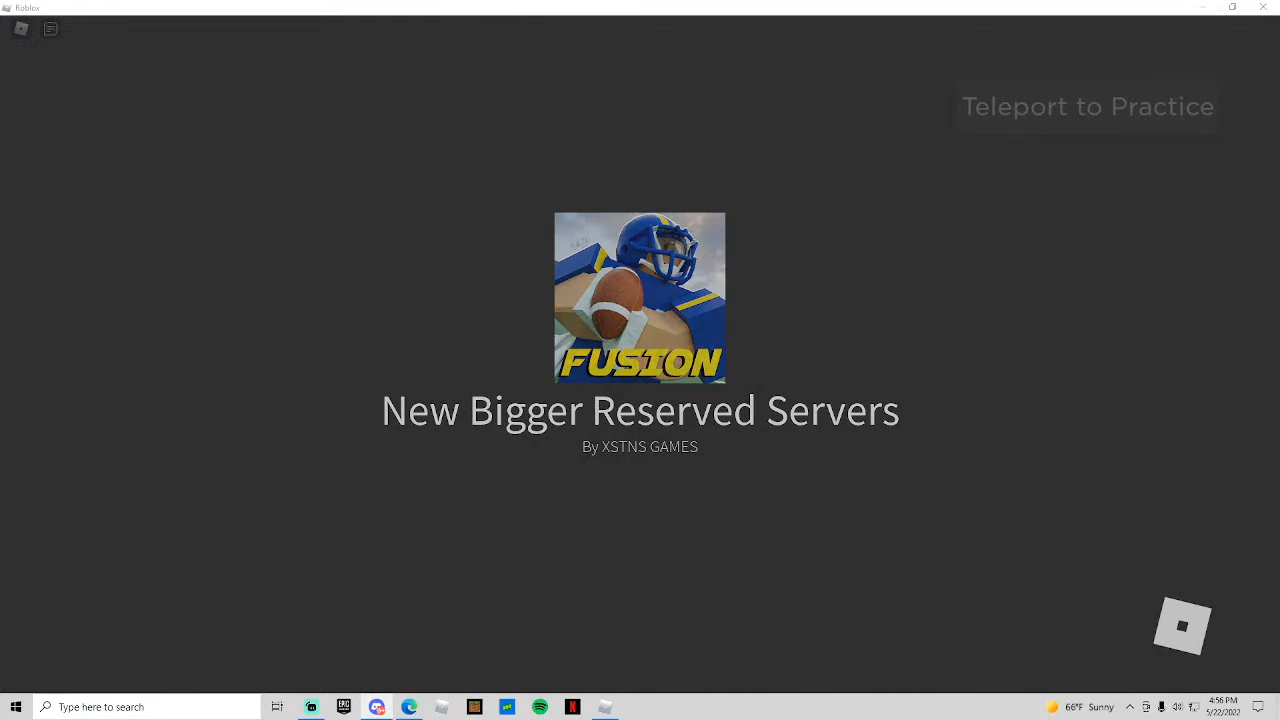 Roblox
Teleport to Practice
FUSION
New Bigger Reserved Servers
By XSTNS GAMES
Type here to search
EPIC
N
66°F Sunny
4:56 PM
5/22/2022